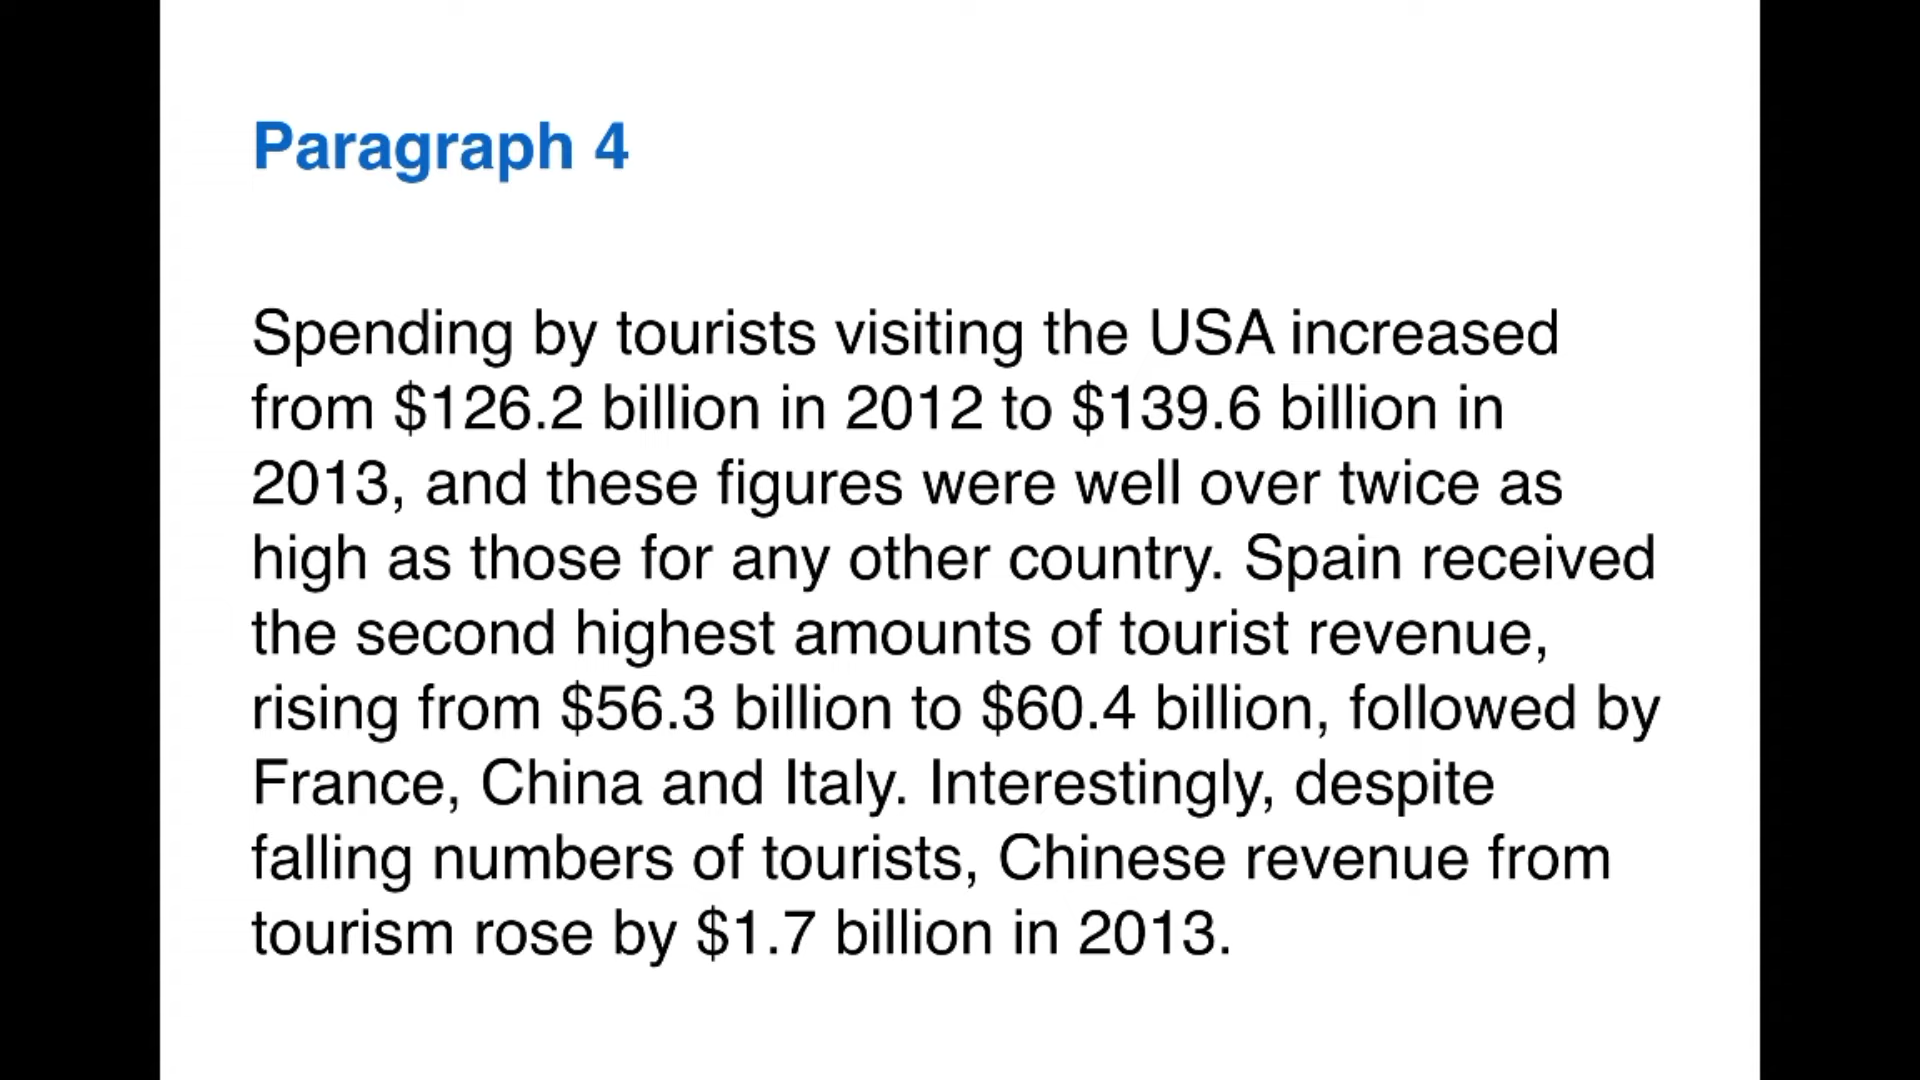 Paragraph 4
Spending by tourists visiting the USA increased
from $126.2 billion in 2012 to $139.6 billion in
2013, and these figures were well over twice as
high as those for any other country. Spain received
the second highest amounts of tourist revenue,
rising from $56.3 billion to $60.4 billion, followed by
France, China and Italy. Interestingly, despite
falling numbers of tourists, Chinese revenue from
tourism rose by $1.7 billion in 2013.